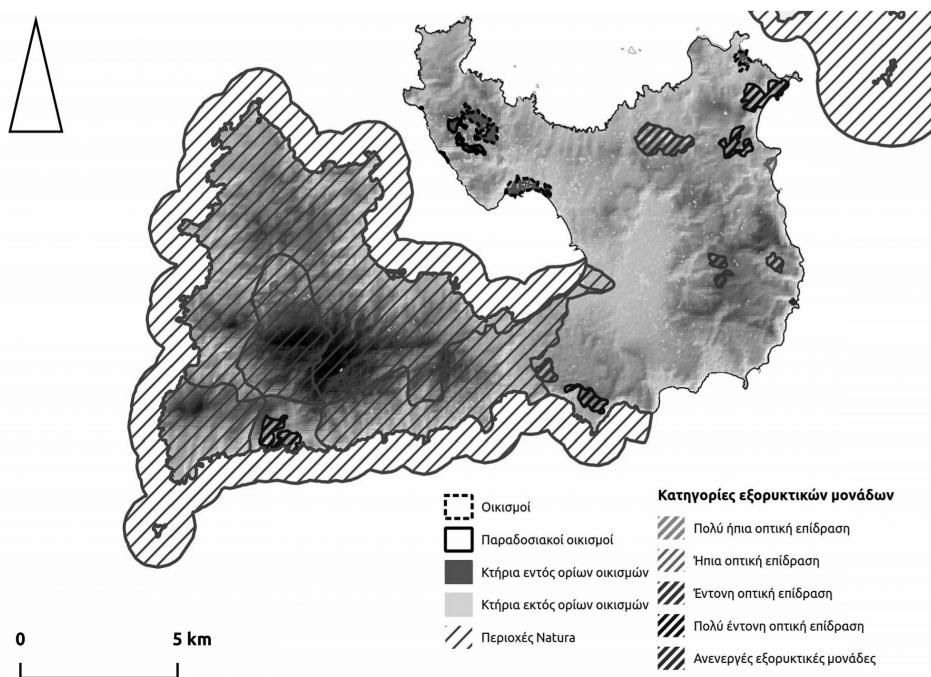 Οικισμοί
Παραδοσιακοί οικισμοί
Κτήρια εντός ορίων οικισμών
Κτήρια εκτός ορίων οικισμών
Περιοχές Natura
Κατηγορίες εξορυκτικών μονάδων
Πολύ ήπια οπτική επίδραση
Ήπια οπτική επίδραση
Έντονη οπτική επίδραση
Πολύ έντονη οπτική επίδραση
Ανενεργές εξορυκτικές μονάδες
0 5 km